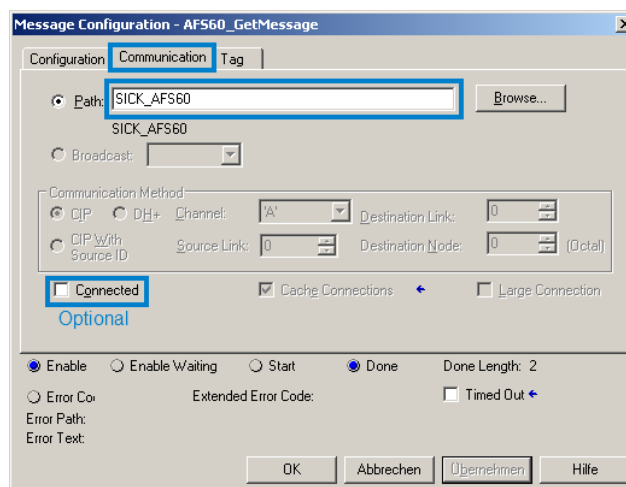 Message Configuration - AFS60_GetMessage
Configuration Communication Tag
Path: SICK_AFS60 Browse...
SICK_AFS60
Broadcast:
Communication Method
CIP DH+ Channel: 'A' Destination Link: 0
CIP With Source ID Source Link: 0 Destination Node: 0 (Octal)
Connected Cache Connections Large Connection
Optional
Enable Enable Waiting Start Done Done Length: 2
Error Co Extended Error Code: Timed Out
Error Path:
Error Text:
OK Abbrechen Übernehmen Hilfe